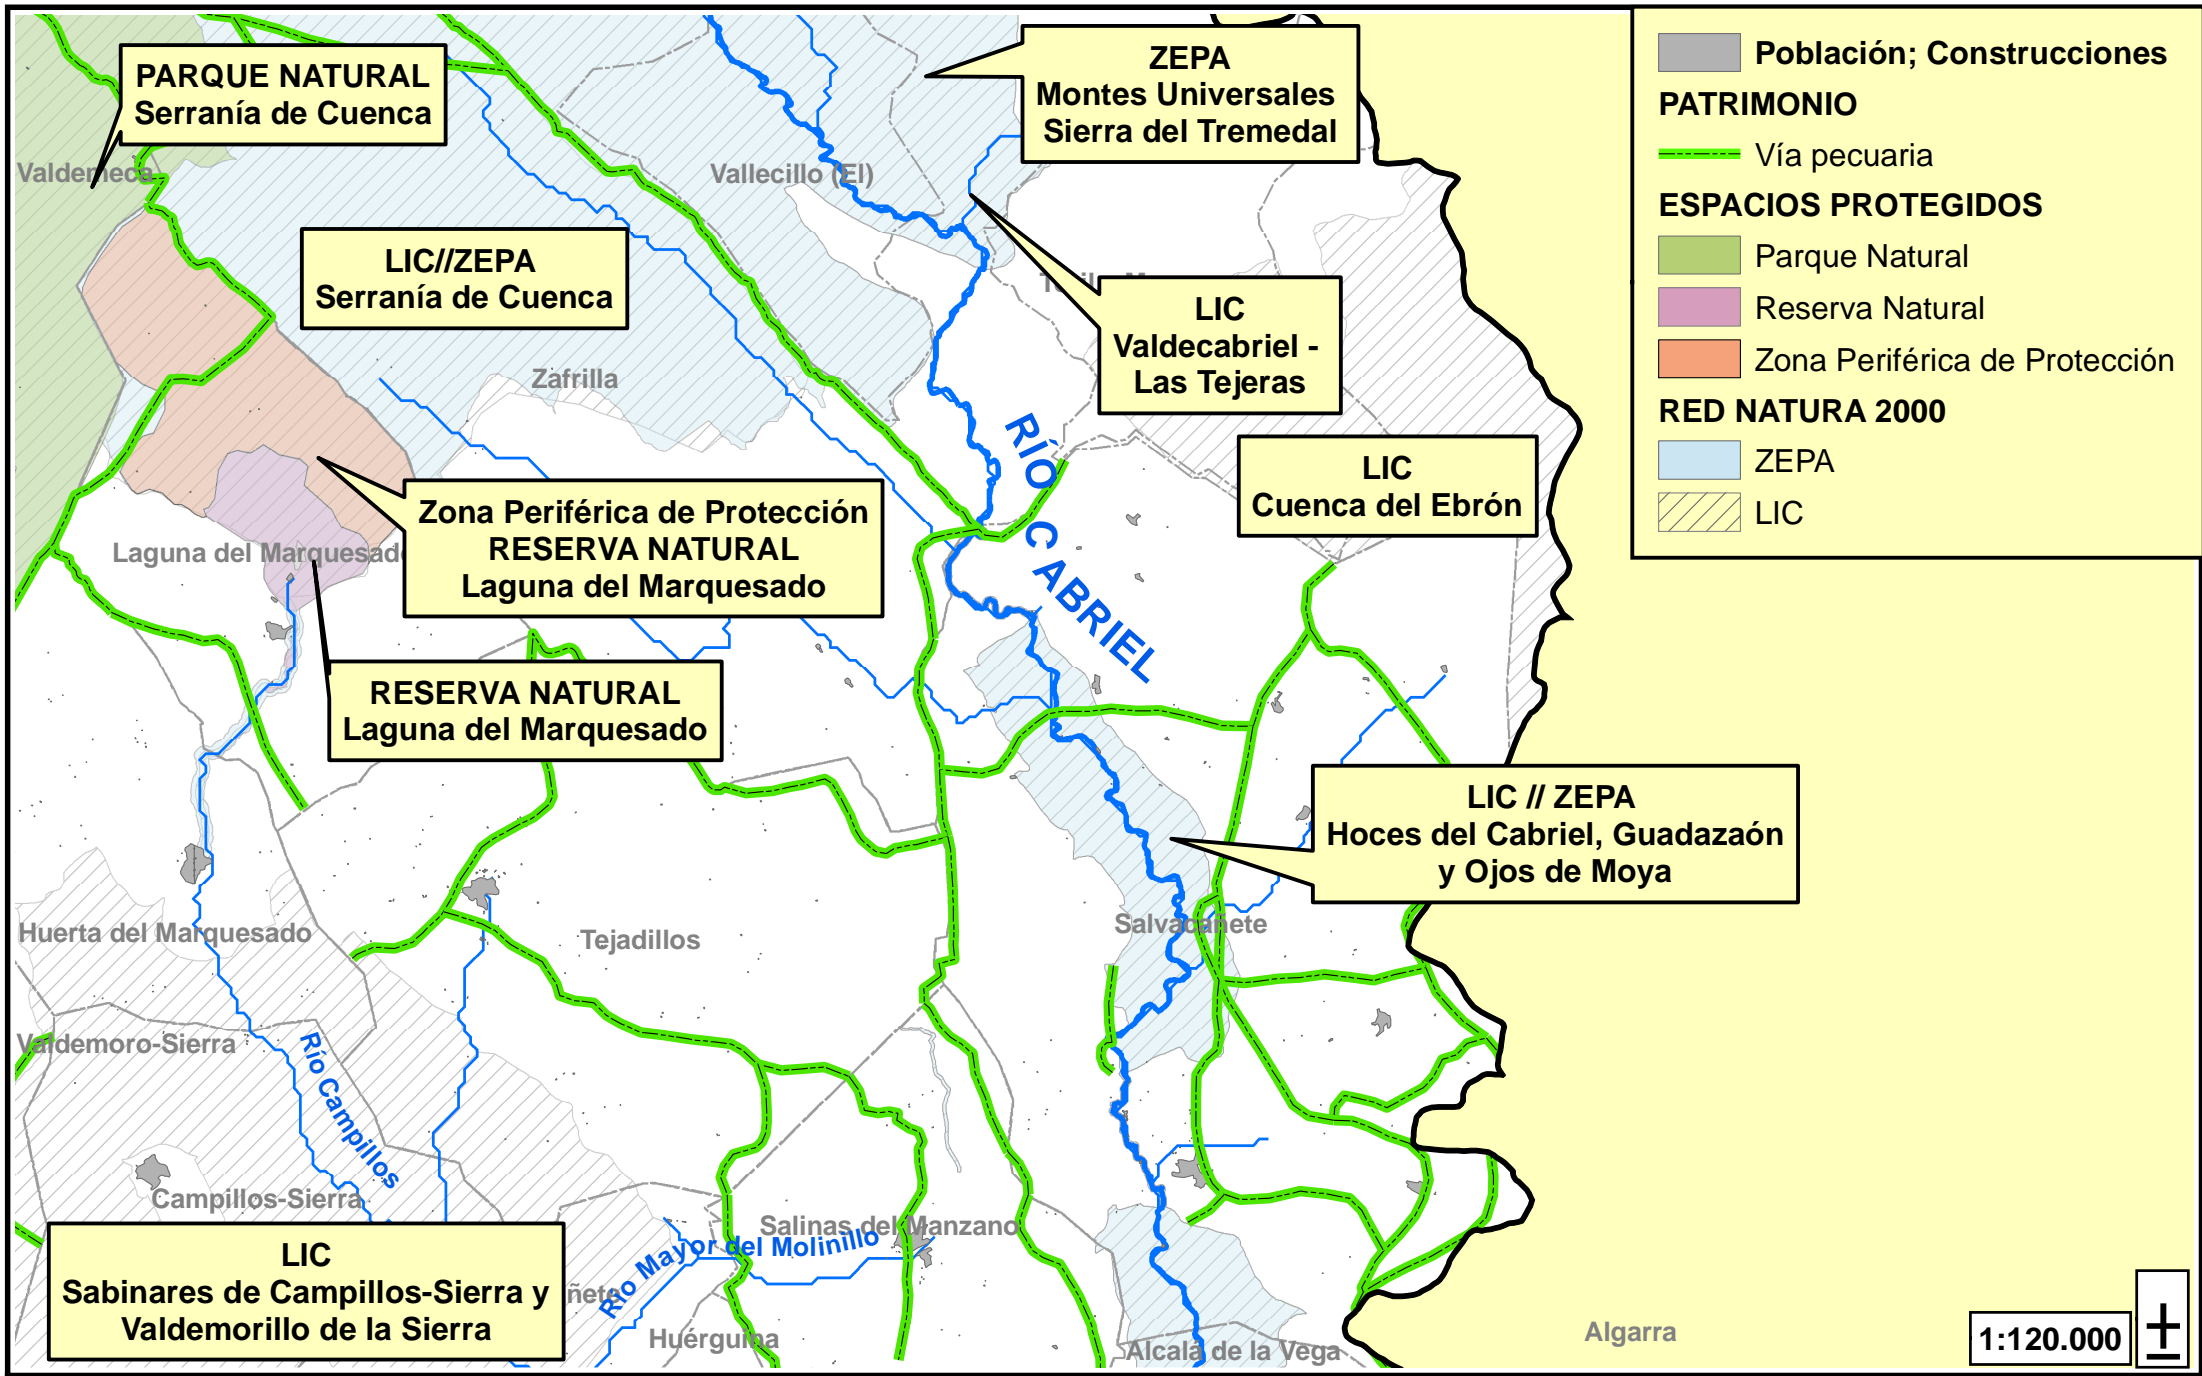 PARQUE NATURAL
Serranía de Cuenca
ZEPA
Montes Universales
Sierra del Tremedal
Valdemeca
Vallecillo (El)
LIC//ZEPA
Serranía de Cuenca
LIC
Valdecabriel -
Las Tejeras
Zafrilla
RÍO CABRIEL
LIC
Cuenca del Ebrón
Zona Periférica de Protección
RESERVA NATURAL
Laguna del Marquesado
Laguna del Marquesado
RESERVA NATURAL
Laguna del Marquesado
LIC // ZEPA
Hoces del Cabriel, Guadazaón
y Ojos de Moya
Salvacañete
Huerta del Marquesado
Tejadillos
Valdemoro-Sierra
Río Campillos
Campillos-Sierra
Salinas del Manzano
Río Mayor del Molinillo
LIC
Sabinares de Campillos-Sierra y
Valdemorillo de la Sierra
ñete
Huérguina
Alcalá de la Vega
Algarra
Población; Construcciones
PATRIMONIO
Vía pecuaria
ESPACIOS PROTEGIDOS
Parque Natural
Reserva Natural
Zona Periférica de Protección
RED NATURA 2000
ZEPA
LIC
1:120.000